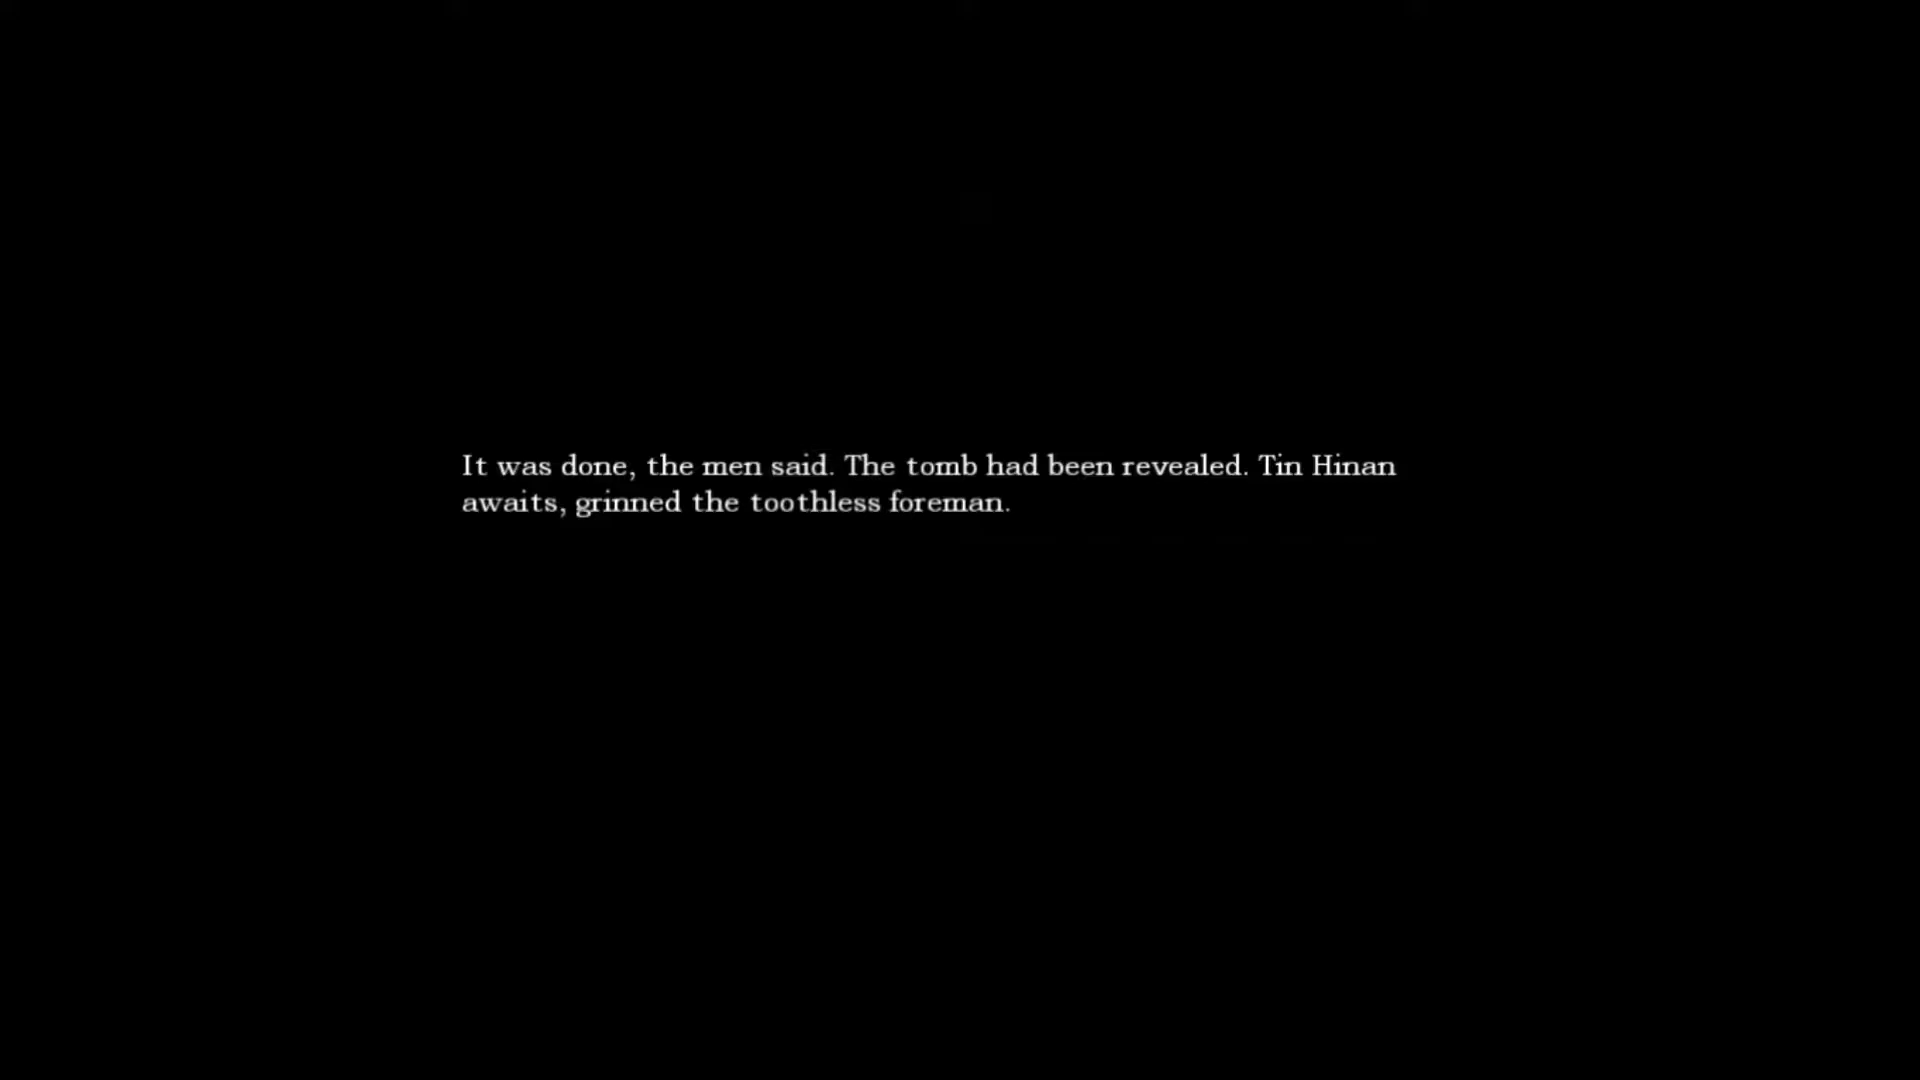 It was done, the men said. The tomb had been revealed. Tin Hinan
awaits, grinned the toothless foreman.